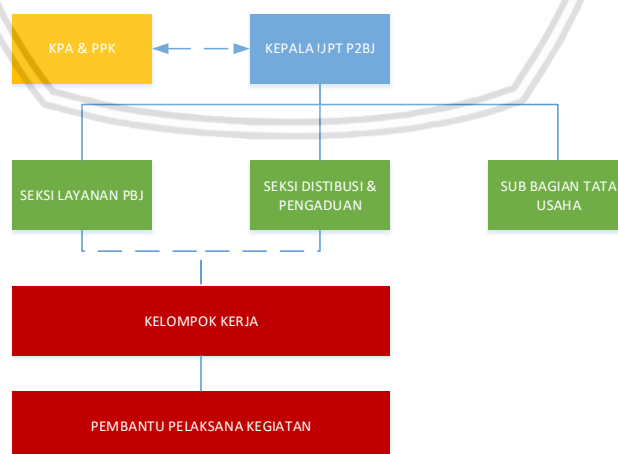 KPA & PPK
KEPALA UPT P2BJ
SEKSI LAYANAN PBJ
SEKSI DISTIBUSI &
PENGADUAN
SUB BAGIAN TATA
USAHA
KELOMPOK KERJA
PEMBANTU PELAKSANA KEGIATAN